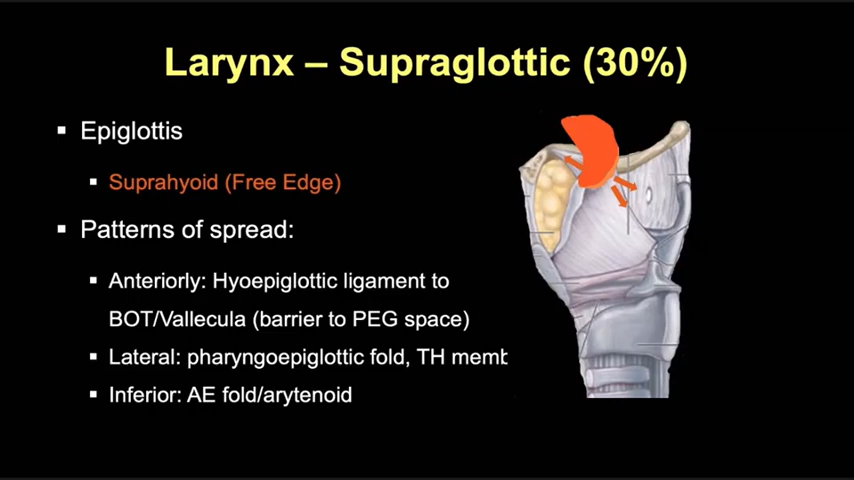 Larynx – Supraglottic (30%)
▪ Epiglottis
▪ Suprahyoid (Free Edge)
▪ Patterns of spread:
▪ Anteriorly: Hyoepiglottic ligament to
BOT/Vallecula (barrier to PEG space)
▪ Lateral: pharyngoepiglottic fold, TH memb
▪ Inferior: AE fold/arytenoid